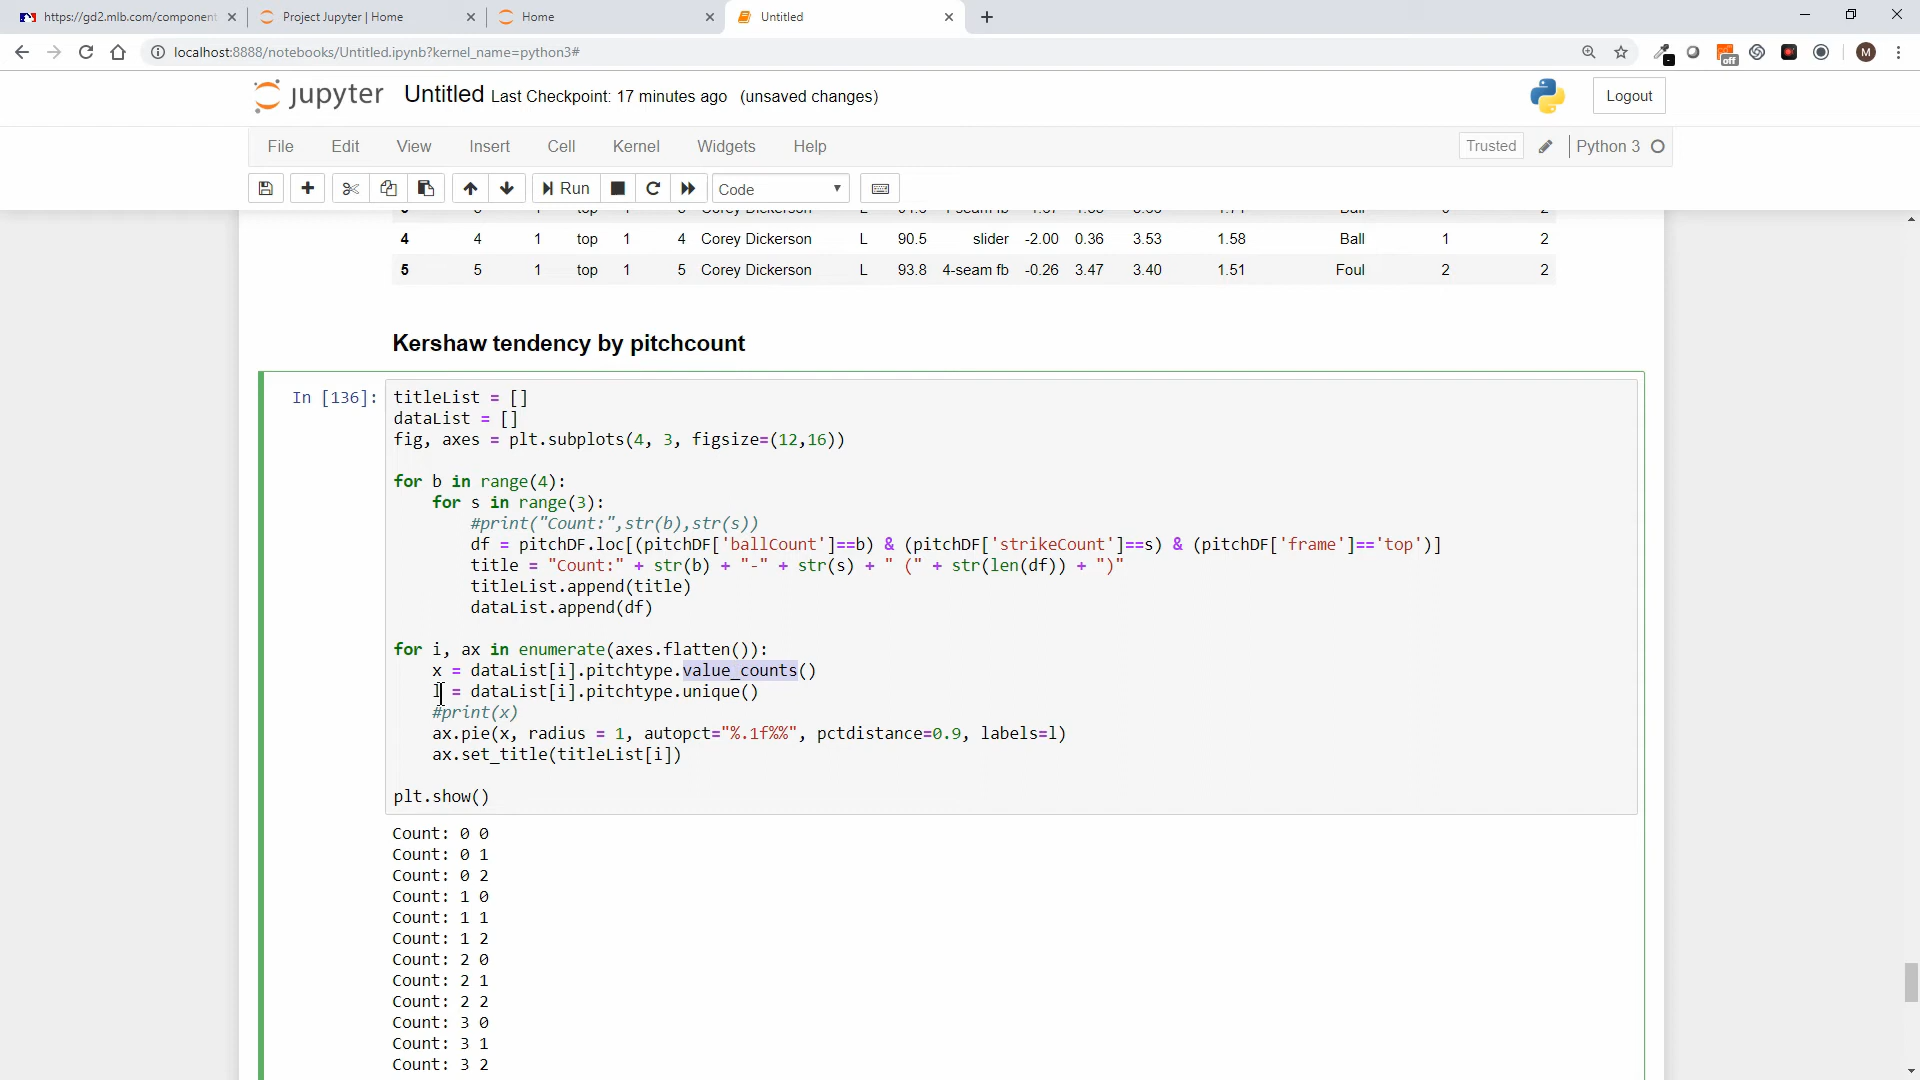 https://gd2.mlb.com/component
Project Jupyter | Home
Home
Untitled
localhost:8888/notebooks/Untitled.ipynb?kernel_name=python3#
off
M
jupyter Untitled Last Checkpoint: 17 minutes ago (unsaved changes)
Logout
File Edit View Insert Cell Kernel Widgets Help
Trusted Python 3
Run Code
4 4 1 top 1 4 Corey Dickerson L 90.5 slider -2.00 0.36 3.53 1.58 Ball 1 2
5 5 1 top 1 5 Corey Dickerson L 93.8 4-seam fb -0.26 3.47 3.40 1.51 Foul 2 2
Kershaw tendency by pitchcount
In [136]:
titleList = []
dataList = []
fig, axes = plt.subplots(4, 3, figsize=(12,16))
for b in range(4):
for s in range(3):
#print("Count:",str(b),str(s))
df = pitchDF.loc[(pitchDF['ballCount']==b) & (pitchDF['strikeCount']==s) & (pitchDF['frame']=='top')]
title = "Count:" + str(b) + "-" + str(s) + " (" + str(len(df)) + ")"
titleList.append(title)
dataList.append(df)
for i, ax in enumerate(axes.flatten()):
x = dataList[i].pitchtype.value_counts()
l = dataList[i].pitchtype.unique()
#print(x)
ax.pie(x, radius = 1, autopct="%.1f%%", pctdistance=0.9, labels=l)
ax.set_title(titleList[i])
plt.show()
Count: 0 0
Count: 0 1
Count: 0 2
Count: 1 0
Count: 1 1
Count: 1 2
Count: 2 0
Count: 2 1
Count: 2 2
Count: 3 0
Count: 3 1
Count: 3 2